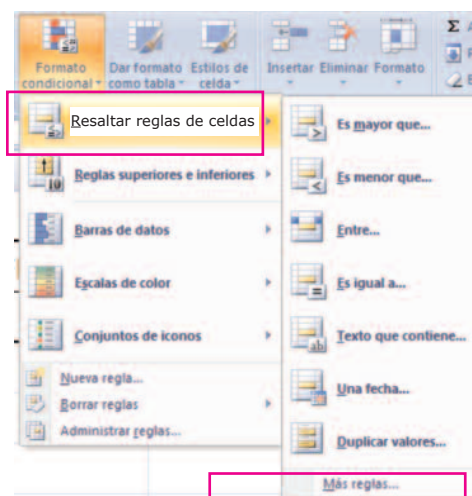 Formato condicional
Dar formato como tabla
Estilos de celda
Insertar Eliminar Formato
Σ
Resaltar reglas de celdas
Reglas superiores e inferiores
Barras de datos
Escalas de color
Conjuntos de iconos
Nueva regla...
Borrar reglas
Administrar reglas...
Es mayor que...
Es menor que...
Entre...
Es igual a...
Texto que contiene...
Una fecha...
Duplicar valores...
Más reglas...